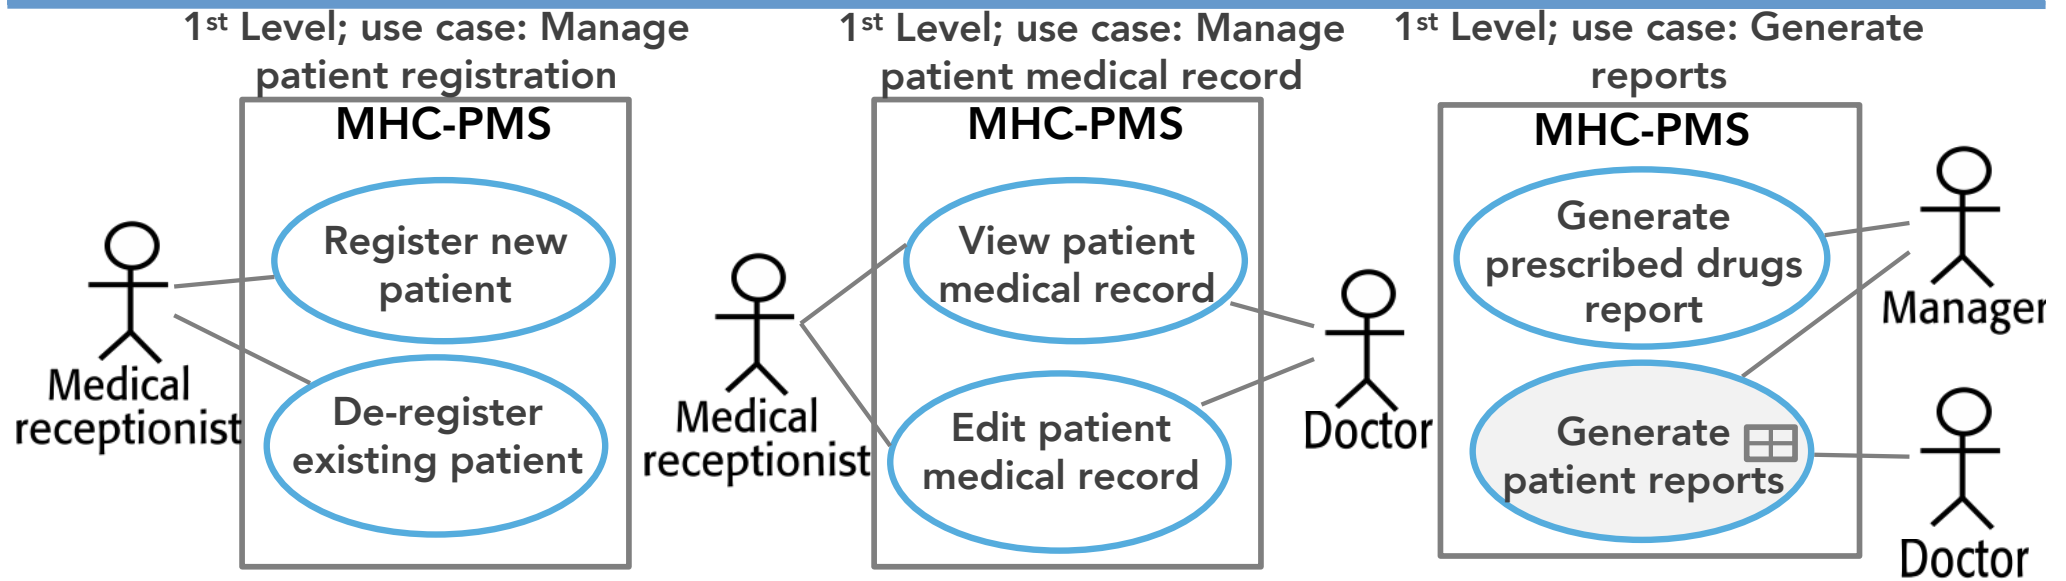 1st Level; use case: Manage
patient registration
MHC-PMS
Register new
patient
De-register
existing patient
Medical
receptionist
1st Level; use case: Manage
patient medical record
MHC-PMS
View patient
medical record
Edit patient
medical record
Medical
receptionist
Doctor
1st Level; use case: Generate
reports
MHC-PMS
Generate
prescribed drugs
report
Generate
patient reports
Manager
Doctor